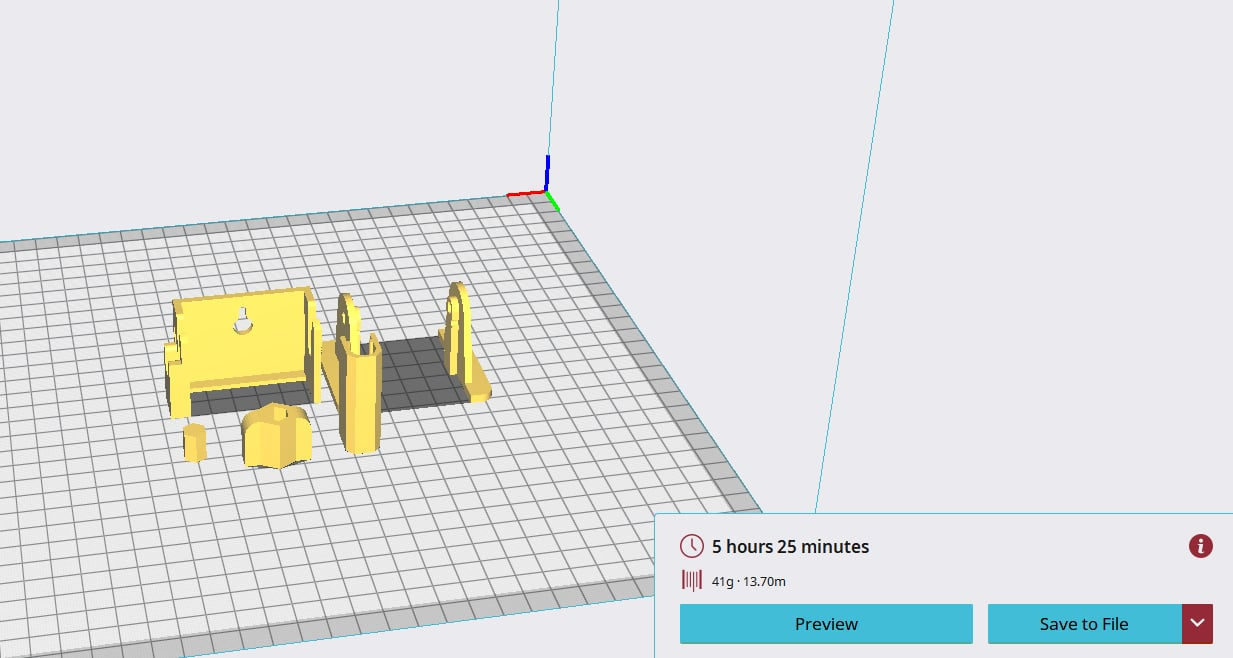 5 hours 25 minutes
41g · 13.70m
Preview
Save to File